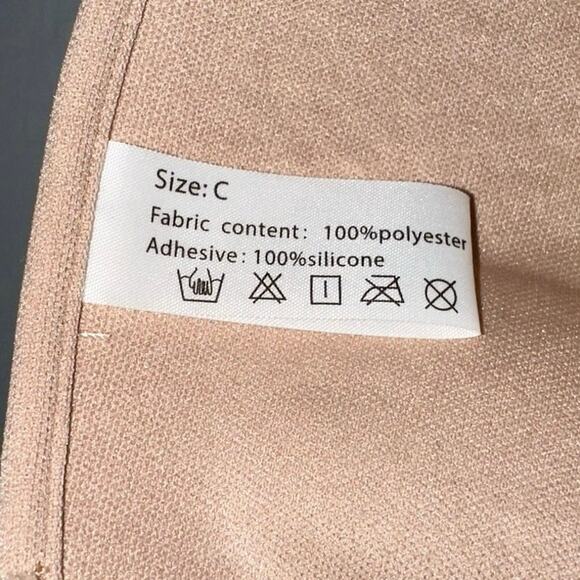 Size: C
Fabric content: 100%polyester
Adhesive: 100%silicone